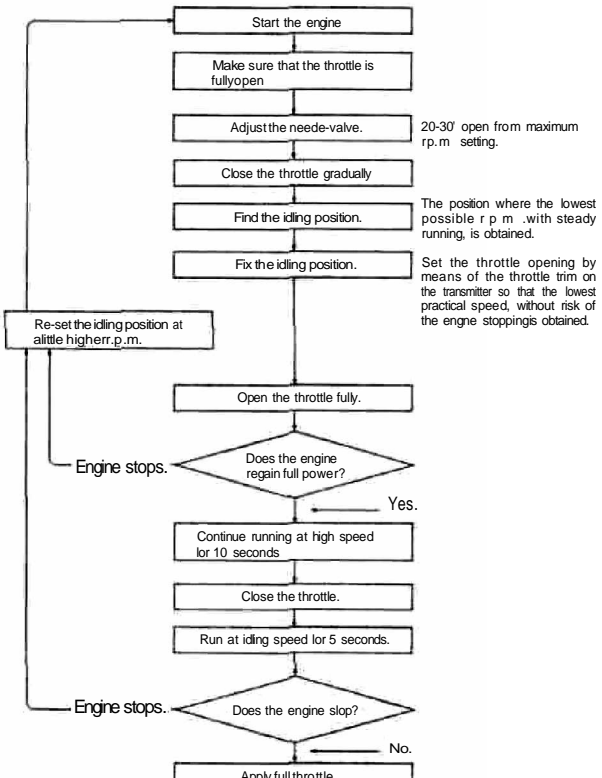 Start the engine
Make sure that the throttle is
fullyopen
Adjust the neede-valve.
20-30' open from maximum
rp.m setting.
Close the throttle gradually
Find the idling position.
The position where the lowest
possible r p m .with steady
running, is obtained.
Fix the idling position.
Set the throttle opening by
means of the throttle trim on
the transmitter so that the lowest
practical speed, without risk of
the engne stoppingis obtained.
Re-set the idling position at
alittle higherr.p.m.
Open the throttle fully.
Does the engine
regain full power?
Engine stops.
Yes.
Continue running at high speed
lor 10 seconds
Close the throttle.
Run at idling speed lor 5 seconds.
Engine stops.
Does the engine slop?
No.
Apply full throttle